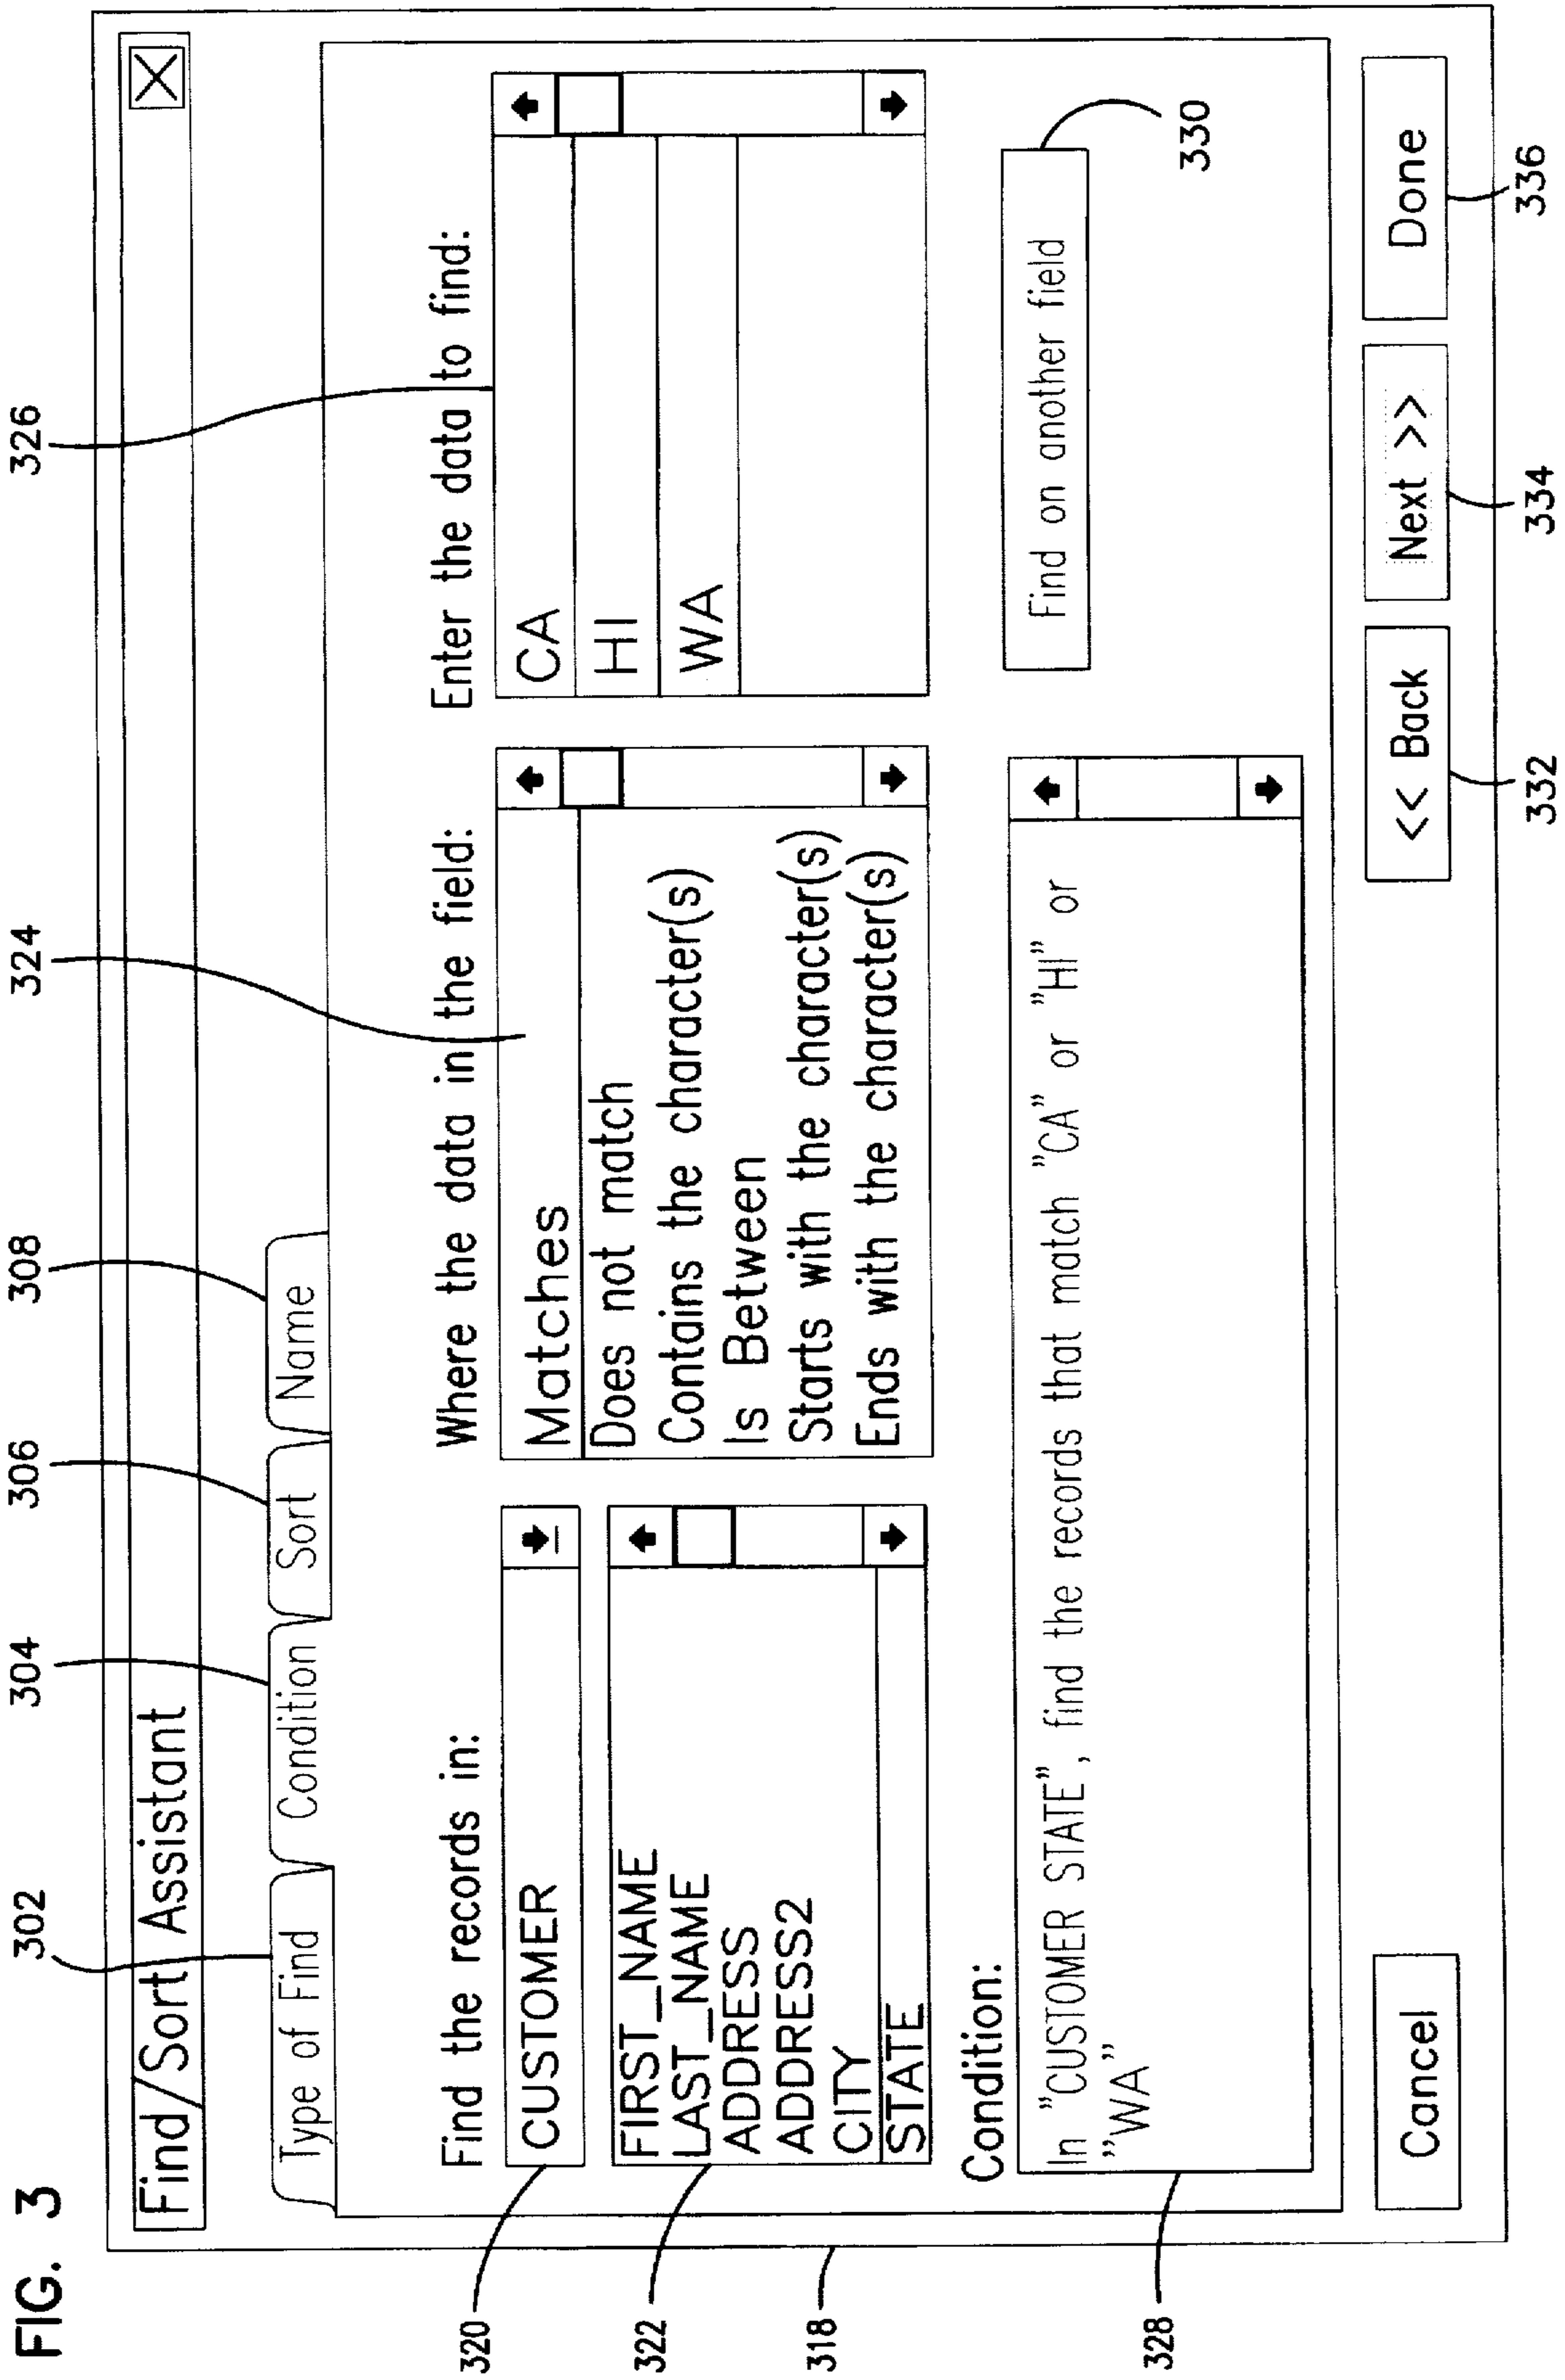 FIG. 3
302
304
306
308
324
326
Find/Sort Assistant
Type of Find
Condition
Sort
Name
Find the records in:
Where the data in the field:
Enter the data to find:
320
CUSTOMER
322
FIRST_NAME
LAST_NAME
ADDRESS
ADDRESS2
CITY
STATE
Matches
Does not match
Contains the character(s)
Is Between
Starts with the character(s)
Ends with the character(s)
CA
HI
WA
318
Condition:
In "CUSTOMER STATE", find the records that match "CA" or "HI" or
"WA"
328
Find on another field
330
Cancel
<< Back
Next >>
Done
332
334
336